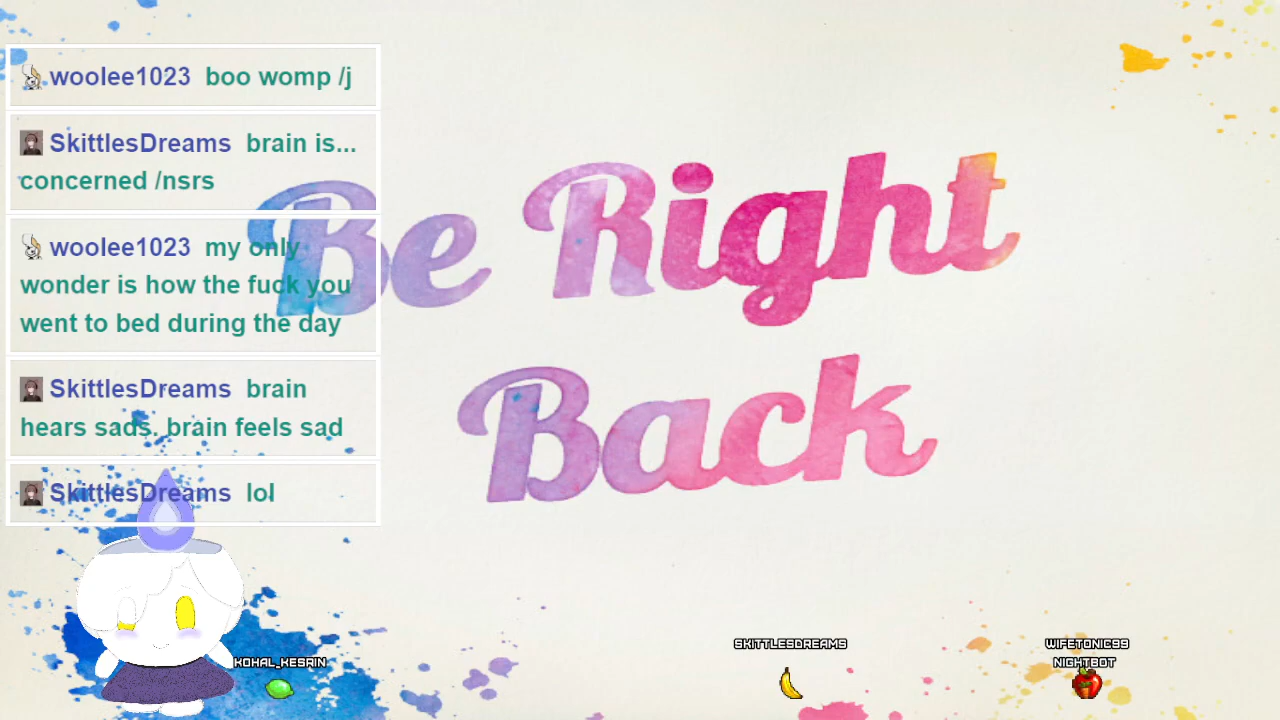 woolee1023 boo womp /j
SkittlesDreams brain is...
concerned /nsrs
woolee1023 my only
wonder is how the fuck you
went to bed during the day
SkittlesDreams brain
hears sads. brain feels sad
SkittlesDreams lol
Be Right
Back
KOHAL_KESRIN
SKITTLESDREAMS
WIFETONIC99
NIGHTBOT